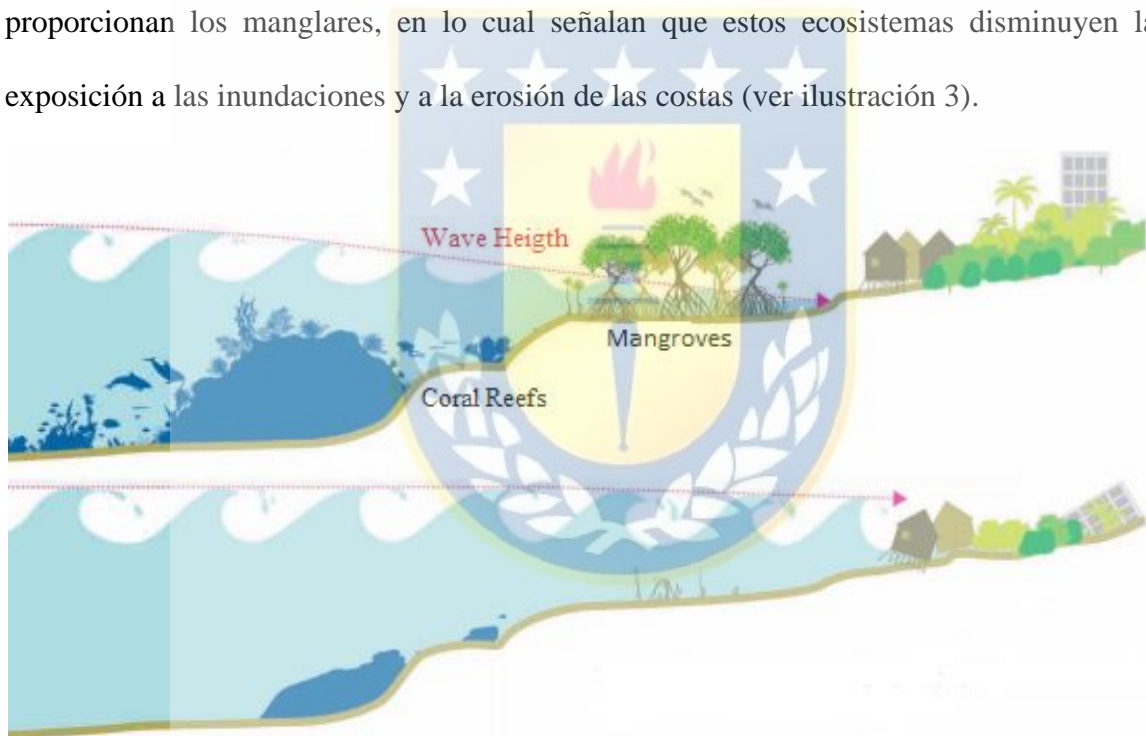 proporcionan los manglares, en lo cual señalan que estos ecosistemas disminuyen la
exposición a las inundaciones y a la erosión de las costas (ver ilustración 3).
Wave Heigth
Mangroves
Coral Reefs